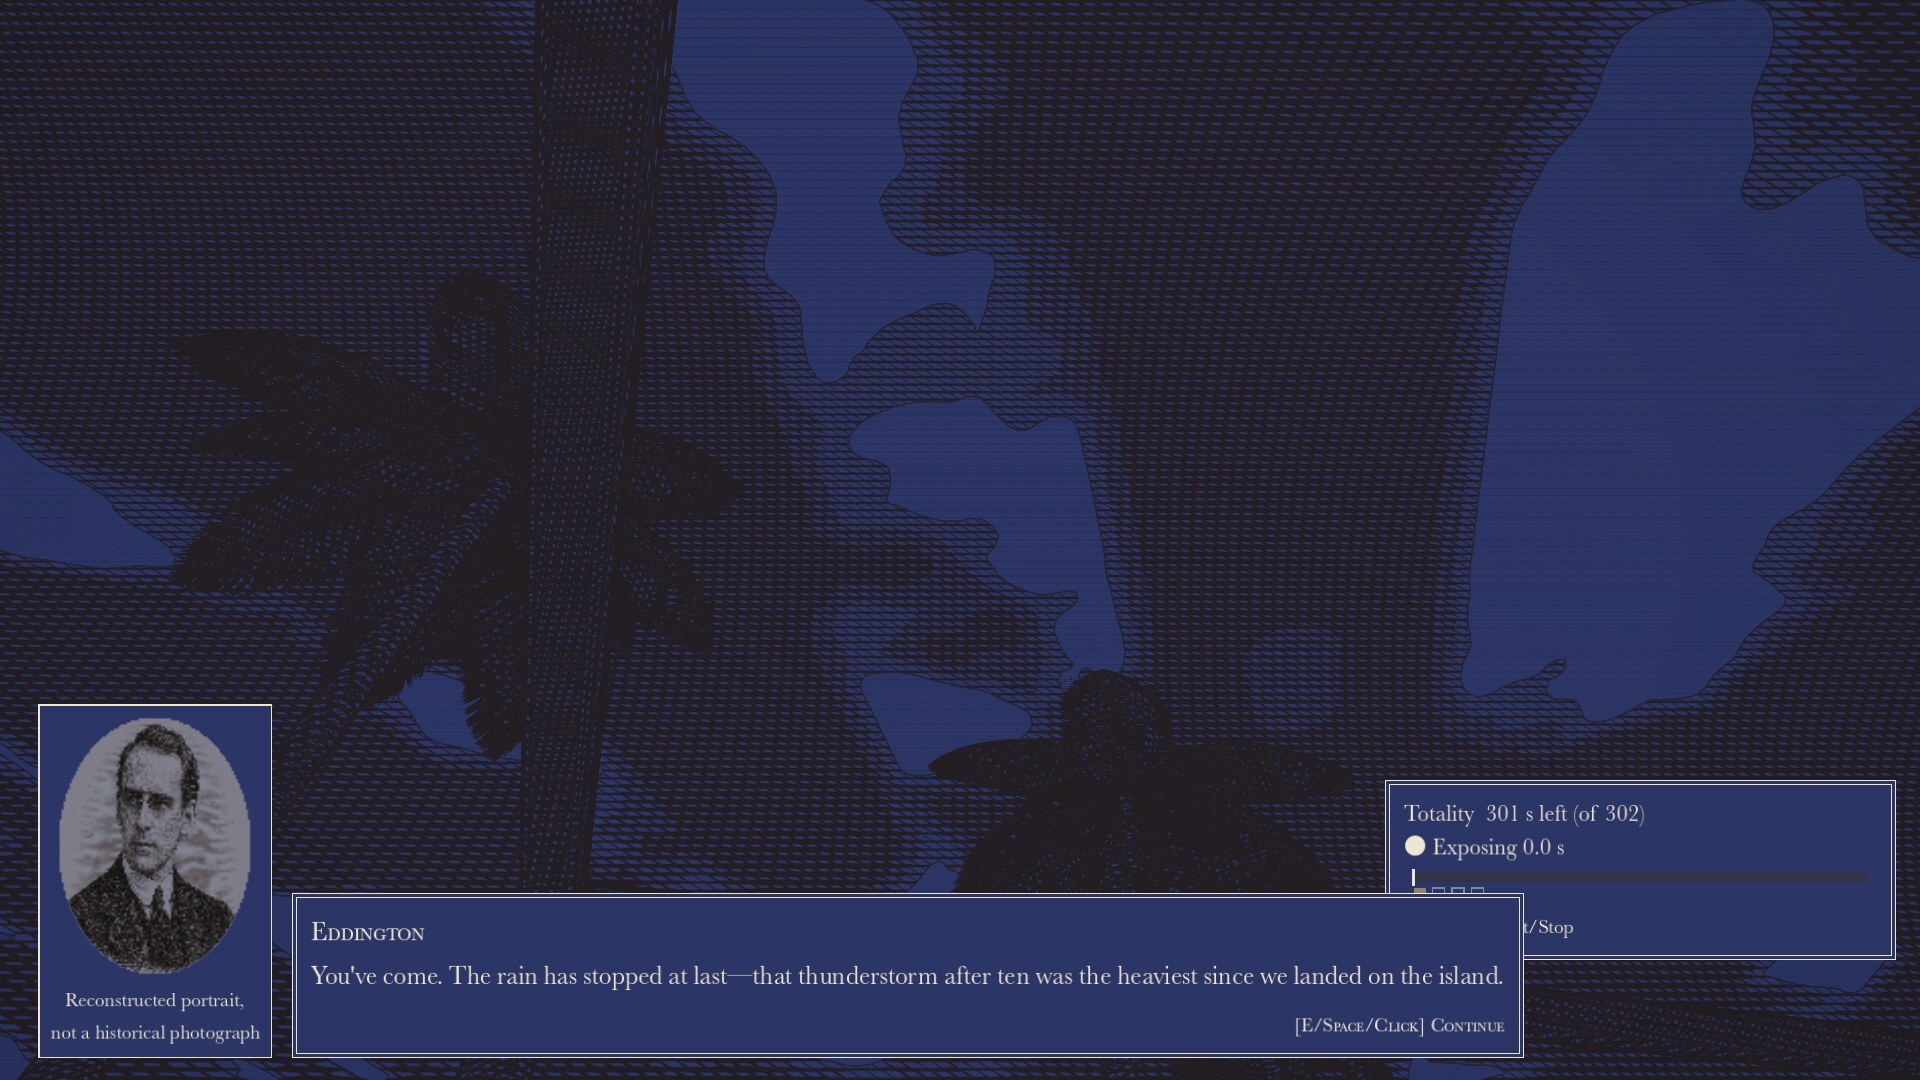 Totality 301 s left (of 302)
Exposing 0.0 s
t/Stop
Eddington
You've come. The rain has stopped at last—that thunderstorm after ten was the heaviest since we landed on the island.
[E/Space/Click] Continue
Reconstructed portrait,
not a historical photograph